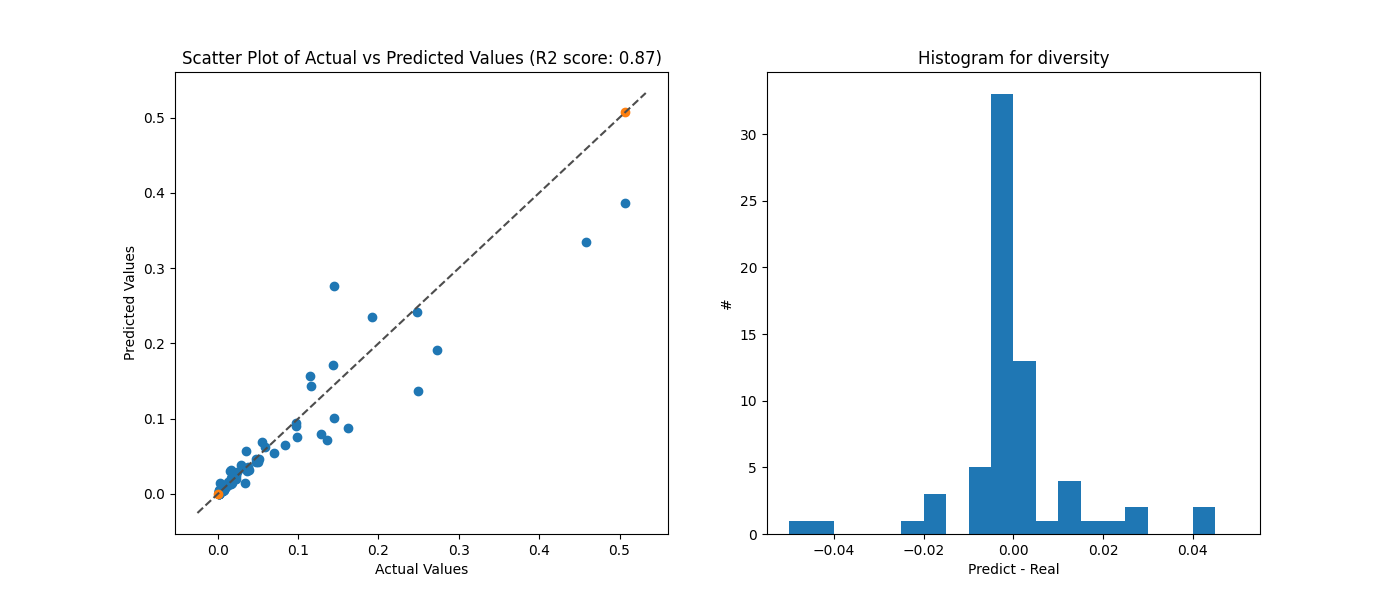 Scatter Plot of Actual vs Predicted Values (R2 score: 0.87)
Predicted Values
0.5
0.4
0.3
0.2
0.1
0.0
0.0 0.1 0.2 0.3 0.4 0.5
Actual Values
Histogram for diversity
#
30
25
20
15
10
5
0
−0.04 −0.02 0.00 0.02 0.04
Predict - Real